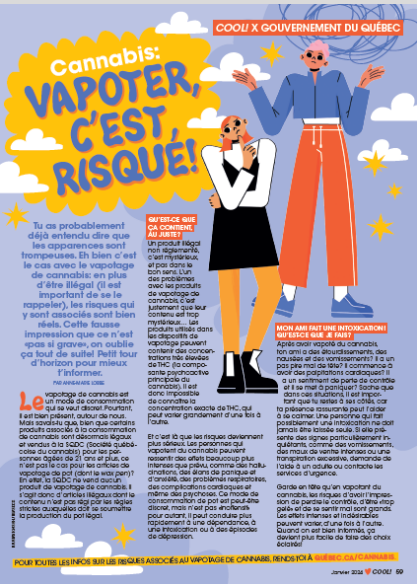 COOL! X GOUVERNEMENT DU QUÉBEC
Cannabis:
VAPOTER,
C'EST
RISQUÉ!
Tu as probablement
déjà entendu dire que
les apparences sont
trompeuses. Eh bien c'est
le cas avec le vapotage
de cannabis: en plus
d'être illégal (il est
important de se le
rappeler), les risques qui
y sont associés sont bien
réels. Cette fausse
impression que ce n'est
«pas si grave», on oublie
ça tout de suite! Petit tour
d'horizon pour mieux
t'informer.
Le vapotage de cannabis est
un mode de consommation
qui se veut discret. Pourtant,
il est bien présent, autour de nous.
Mais savais-tu que, bien que certains
produits associés à la consommation
de cannabis sont désormais légaux
et vendus à la SQDC (Société québé-
coise du cannabis) pour les per-
sonnes âgées de 21 ans et plus, ce
n'est pas le cas pour les articles de
vapotage de pot (dont la wax pen)?
En effet, la SQDC ne vend aucun
produit de vapotage de cannabis. Il
s'agit donc d'articles illégaux dont le
contenu n'est pas régi par les règles
strictes auxquelles doit se soumettre
la production du pot légal.
QU'EST-CE QUE
ÇA CONTIENT,
AU JUSTE?
Un produit illégal
non réglementé,
c'est mystérieux,
et pas dans le
bon sens. L'un
des problèmes
avec les produits
de vapotage de
cannabis, c'est
justement que leur
contenu est trop
mystérieux... Les
produits utilisés dans
les dispositifs de
vapotage peuvent
contenir des concen-
trations très élevées
de THC (la compo-
sante psychoactive
principale du
cannabis). Il est
donc impossible
de connaître la
concentration exacte de THC, qui
peut varier grandement d'une fois à
l'autre.
Et c'est là que les risques deviennent
plus sérieux. Les personnes qui
vapotent du cannabis peuvent
ressentir des effets beaucoup plus
intenses que prévu, comme des hallu-
cinations, des élans de panique et
d'anxiété, des problèmes respiratoires,
des complications cardiaques et
même des psychoses. Ce mode de
consommation de pot est peut-être
discret, mais n'est pas inoffensif:
pour autant, il peut conduire plus
rapidement à une dépendance, à
une intoxication ou à des épisodes
de dépression.
MON AMI FAIT UNE INTOXICATION!
QU'EST-CE QUE JE FAIS?
Après avoir vapoté du cannabis,
ton ami a des étourdissements, des
nausées et des vomissements? Il a un
pas pire mal de tête? Il commence à
avoir des palpitations cardiaques? Il
a un sentiment de perte de contrôle
et il se met à paniquer? Sache que
dans ces situations, il est impor-
tant que tu restes à ses côtés, car
ta présence rassurante peut l'aider
à se calmer. Une personne qui fait
possiblement une intoxication ne doit
jamais être laissée seule. Si elle pré-
sente des signes particulièrement in-
quiétants, comme des vomissements,
des maux de ventre intenses ou une
transpiration excessive, demande de
l'aide à un adulte ou contacte les
services d'urgence.
Garde en tête qu'en vapotant du
cannabis, les risques d'avoir l'impres-
sion de perdre le contrôle, d'être étrop
gelé» et de se sentir mal sont grands.
Les effets intenses et indésirables
peuvent varier, d'une fois à l'autre.
Quand on est bien informés, ça
devient plus facile de faire des choix
éclairés!
POUR TOUTES LES INFOS SUR LES RISQUES ASSOCIÉS AU VAPOTAGE DE CANNABIS, RENDS-TOI À QUÉBEC.CA/CANNABIS.
Janvier 2024 COOL! 59